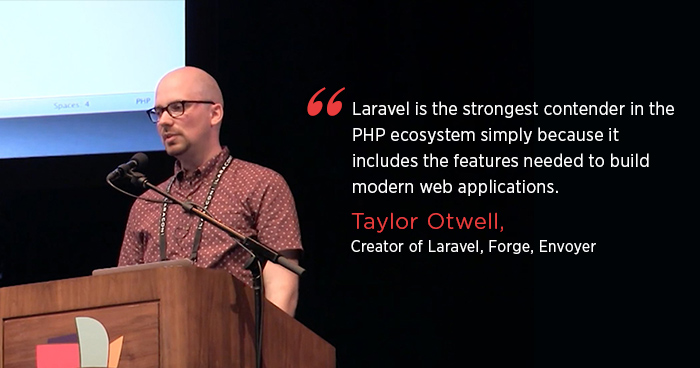 Spaces: 4 PHP
“ Laravel is the strongest contender in the
PHP ecosystem simply because it
includes the features needed to build
modern web applications.
Taylor Otwell,
Creator of Laravel, Forge, Envoyer